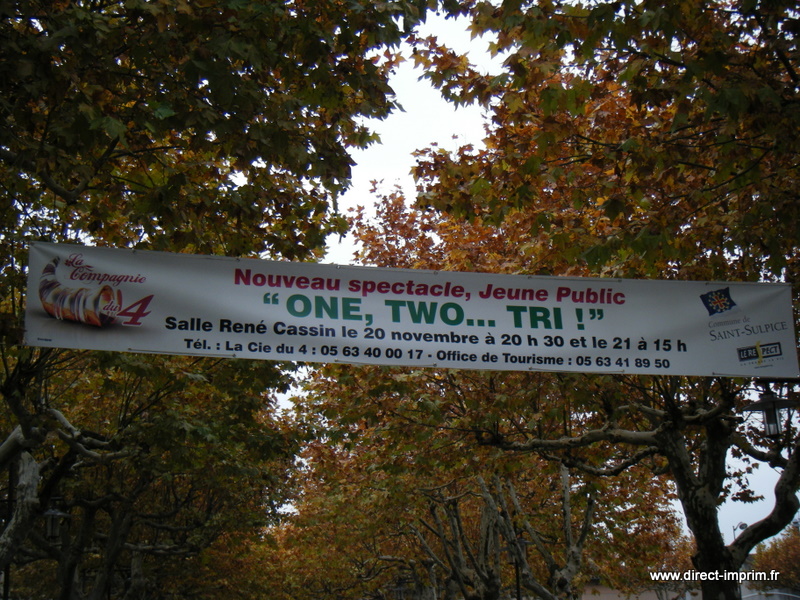 La
Compagnie
du 4
Nouveau spectacle, Jeune Public
“ ONE, TWO... TRI ! ”
Salle René Cassin le 20 novembre à 20 h 30 et le 21 à 15 h
Tél. : La Cie du 4 : 05 63 40 00 17 - Office de Tourisme : 05 63 41 89 50
Commune de
SAINT-SULPICE
LE RESPECT
www.direct-imprim.fr